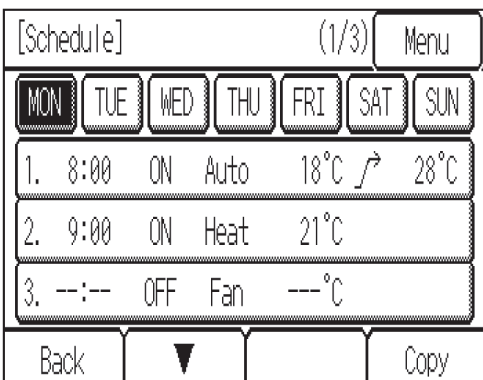 [Schedule] (1/3) Menu
MON TUE WED THU FRI SAT SUN
1. 8:00 ON Auto 18°C 28°C
2. 9:00 ON Heat 21°C
3. --:-- OFF Fan ---°C
Back ▼ Copy